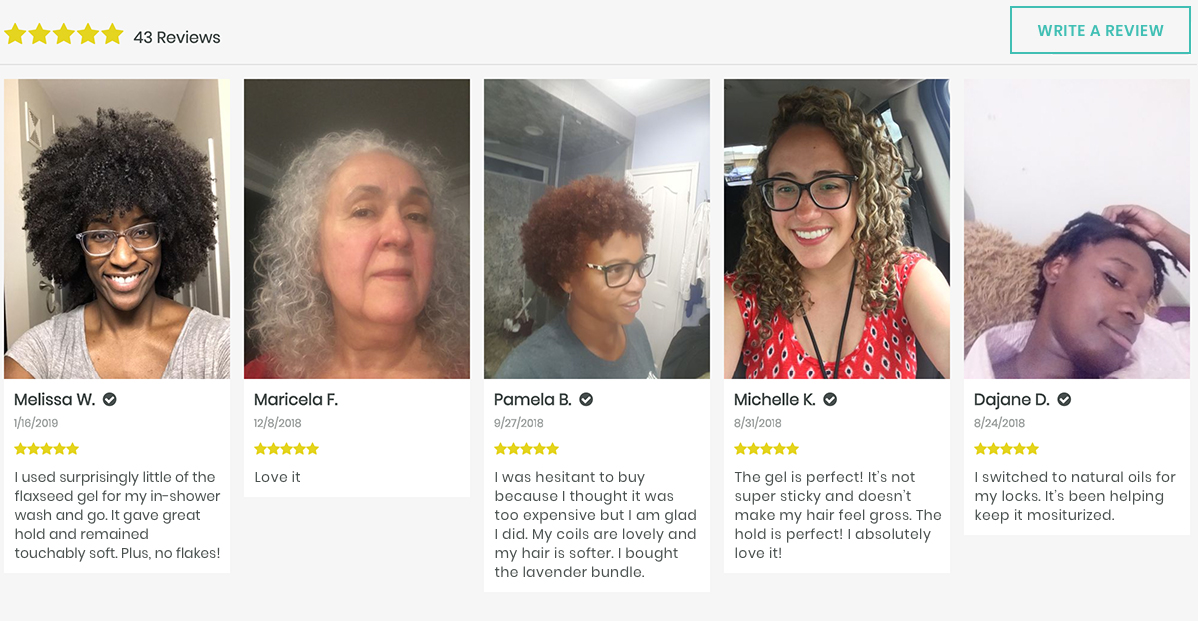 43 Reviews
WRITE A REVIEW
Melissa W.
1/16/2019
I used surprisingly little of the
flaxseed gel for my in-shower
wash and go. It gave great
hold and remained
touchably soft. Plus, no flakes!
Maricela F.
12/8/2018
Love it
Pamela B.
9/27/2018
I was hesitant to buy
because I thought it was
too expensive but I am glad
I did. My coils are lovely and
my hair is softer. I bought
the lavender bundle.
Michelle K.
8/31/2018
The gel is perfect! It's not
super sticky and doesn't
make my hair feel gross. The
hold is perfect! I absolutely
love it!
Dajane D.
8/24/2018
I switched to natural oils for
my locks. It's been helping
keep it mositurized.